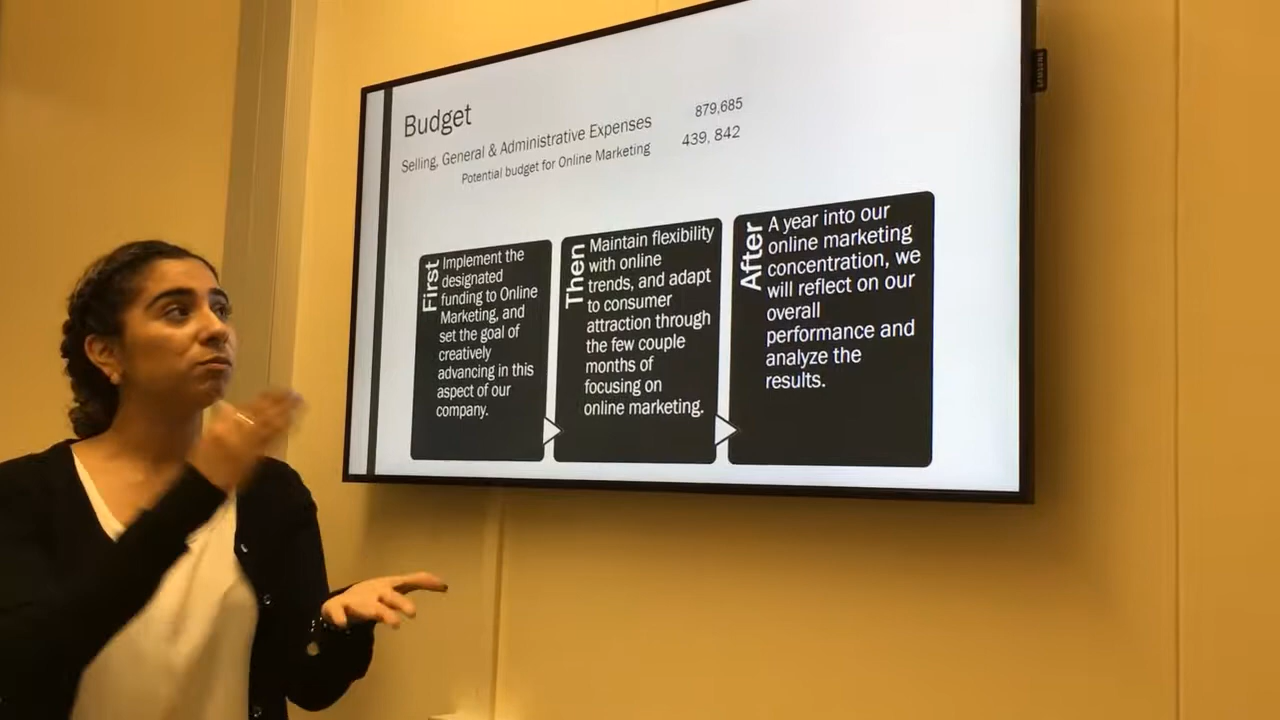 Budget
Selling, General & Administrative Expenses 879,685
Potential budget for Online Marketing 439, 842
First
Implement the
designated
funding to Online
Marketing, and
set the goal of
creatively
advancing in this
aspect of our
company.
Then
Maintain flexibility
with online
trends, and adapt
to consumer
attraction through
the few couple
months of
focusing on
online marketing.
After
A year into our
online marketing
concentration, we
will reflect on our
overall
performance and
analyze the
results.